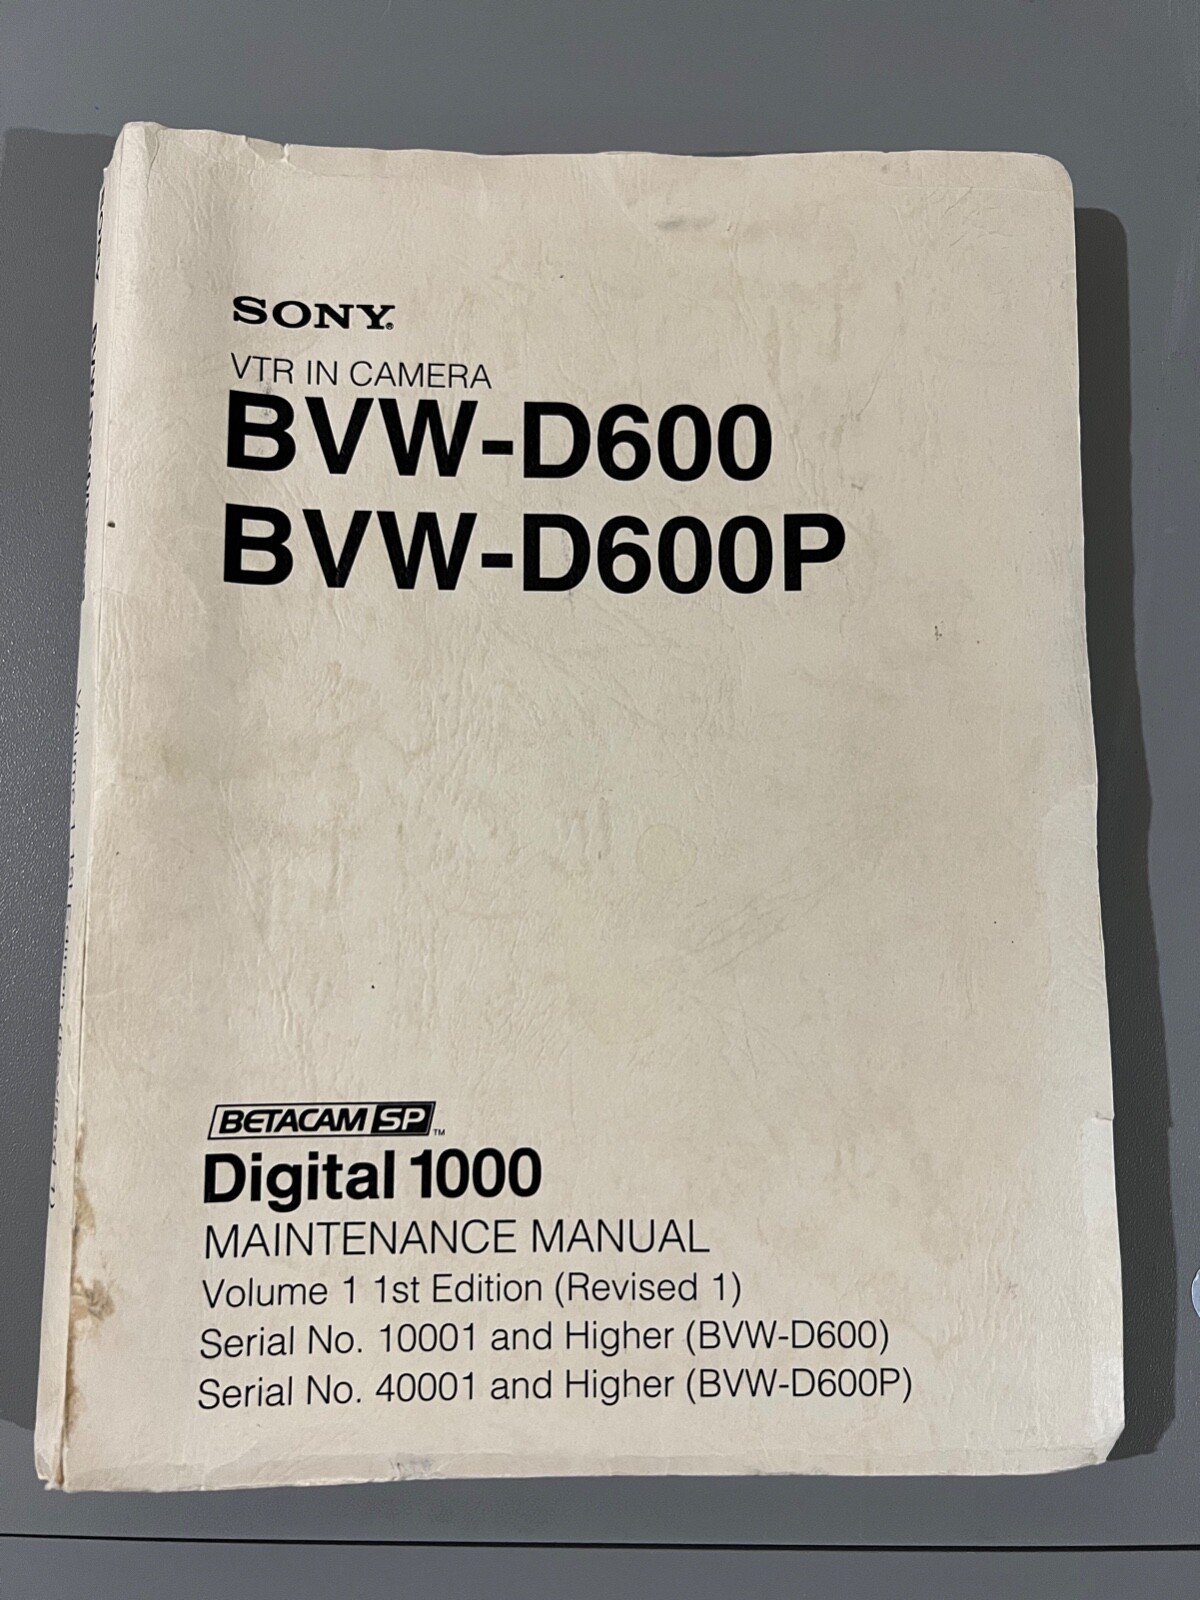 SONY®
VTR IN CAMERA
BVW-D600
BVW-D600P
BETACAM SP™
Digital 1000
MAINTENANCE MANUAL
Volume 1 1st Edition (Revised 1)
Serial No. 10001 and Higher (BVW-D600)
Serial No. 40001 and Higher (BVW-D600P)